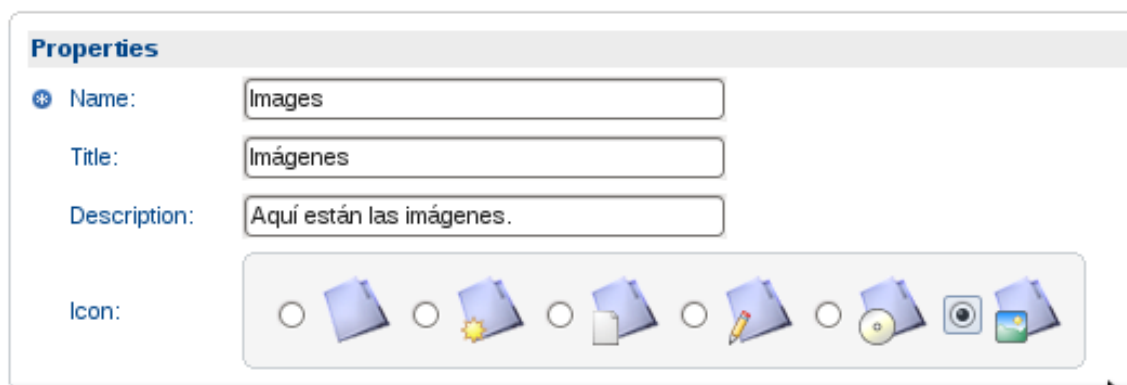 Properties
Name: Images
Title: Imágenes
Description: Aquí están las imágenes.
Icon: